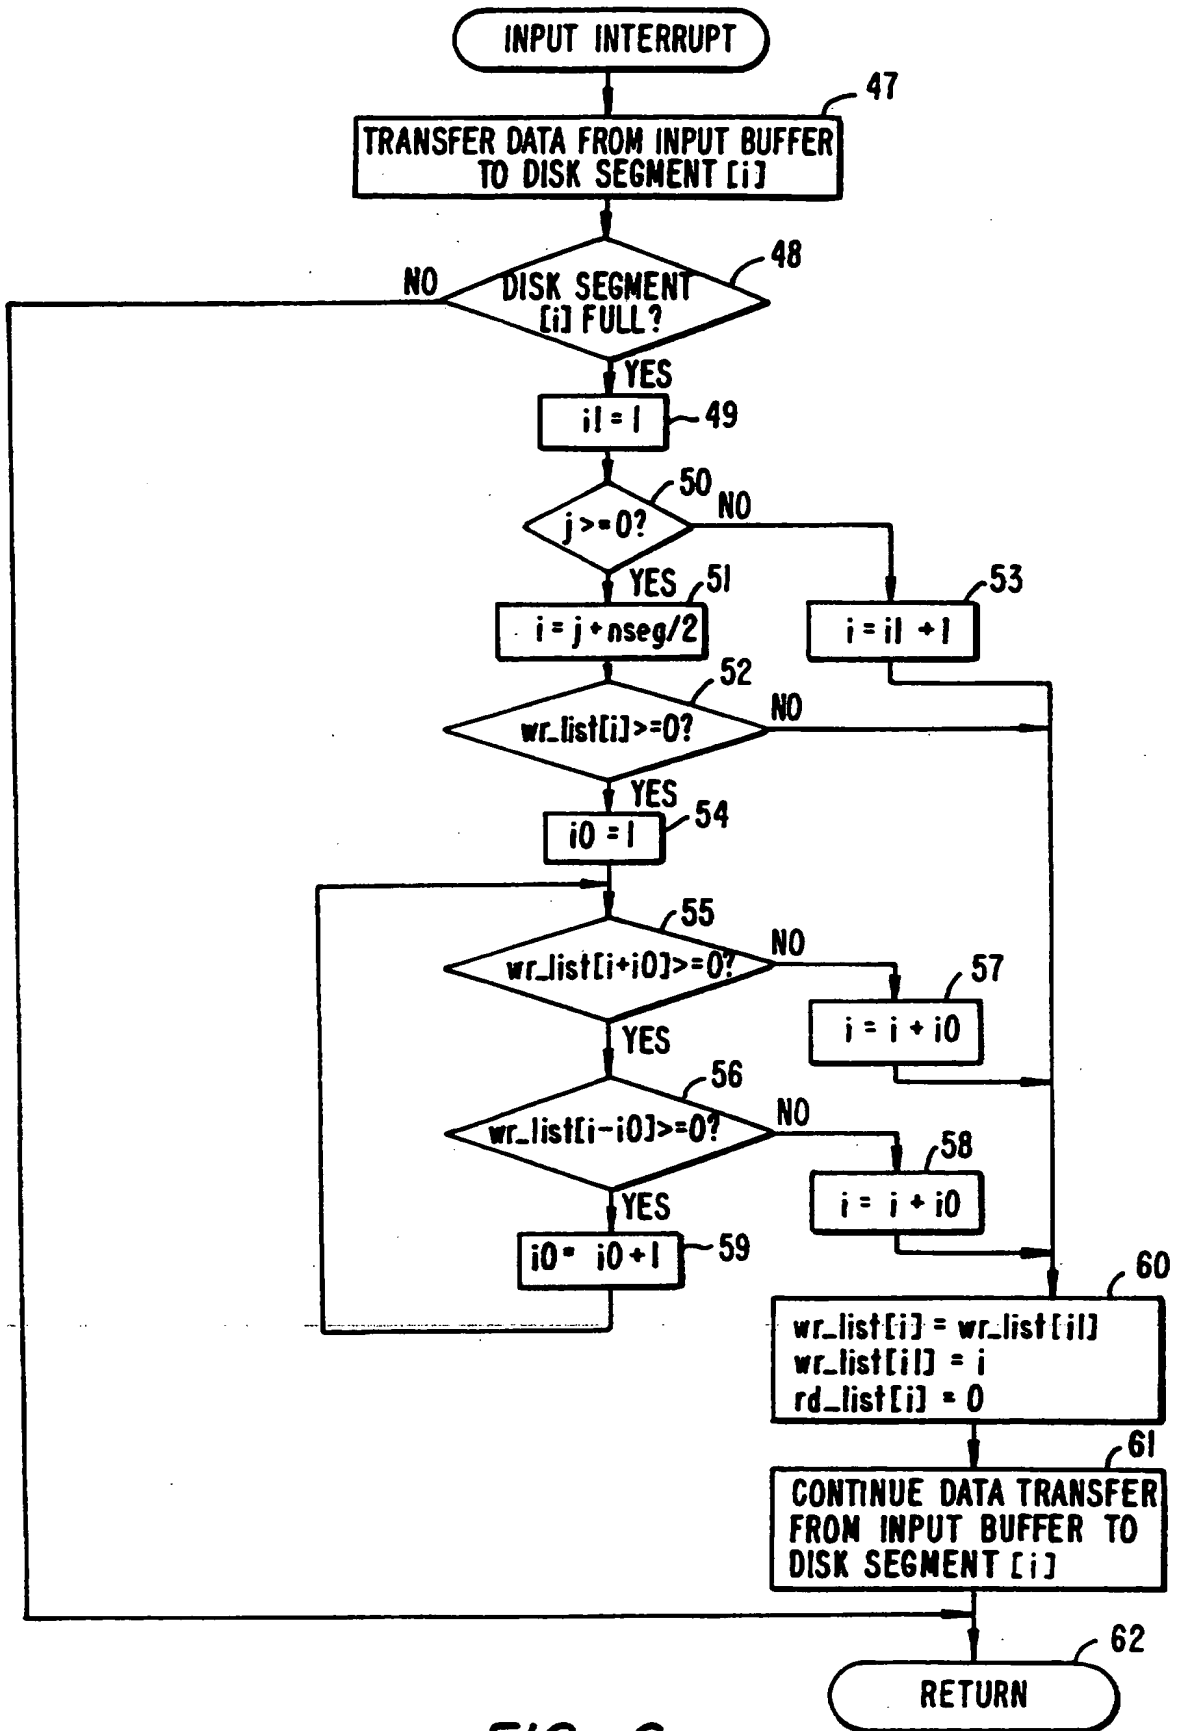 INPUT INTERRUPT
47
TRANSFER DATA FROM INPUT BUFFER
TO DISK SEGMENT [i]
48
NO
DISK SEGMENT
[i] FULL?
YES
i1 = 1
49
50
NO
j >=0?
YES
51
53
i = j + nseg/2
i = i1 + 1
52
NO
wr_list[i]>=0?
YES
54
i0 = 1
55
NO
wr_list[i+i0]>=0?
57
i = i + i0
YES
56
NO
wr_list[i-i0]>=0?
58
i = i + i0
YES
i0= i0+1
59
60
wr_list[i] = wr_list[i1]
wr_list[i1] = i
rd_list[i] = 0
61
CONTINUE DATA TRANSFER
FROM INPUT BUFFER TO
DISK SEGMENT [i]
62
RETURN